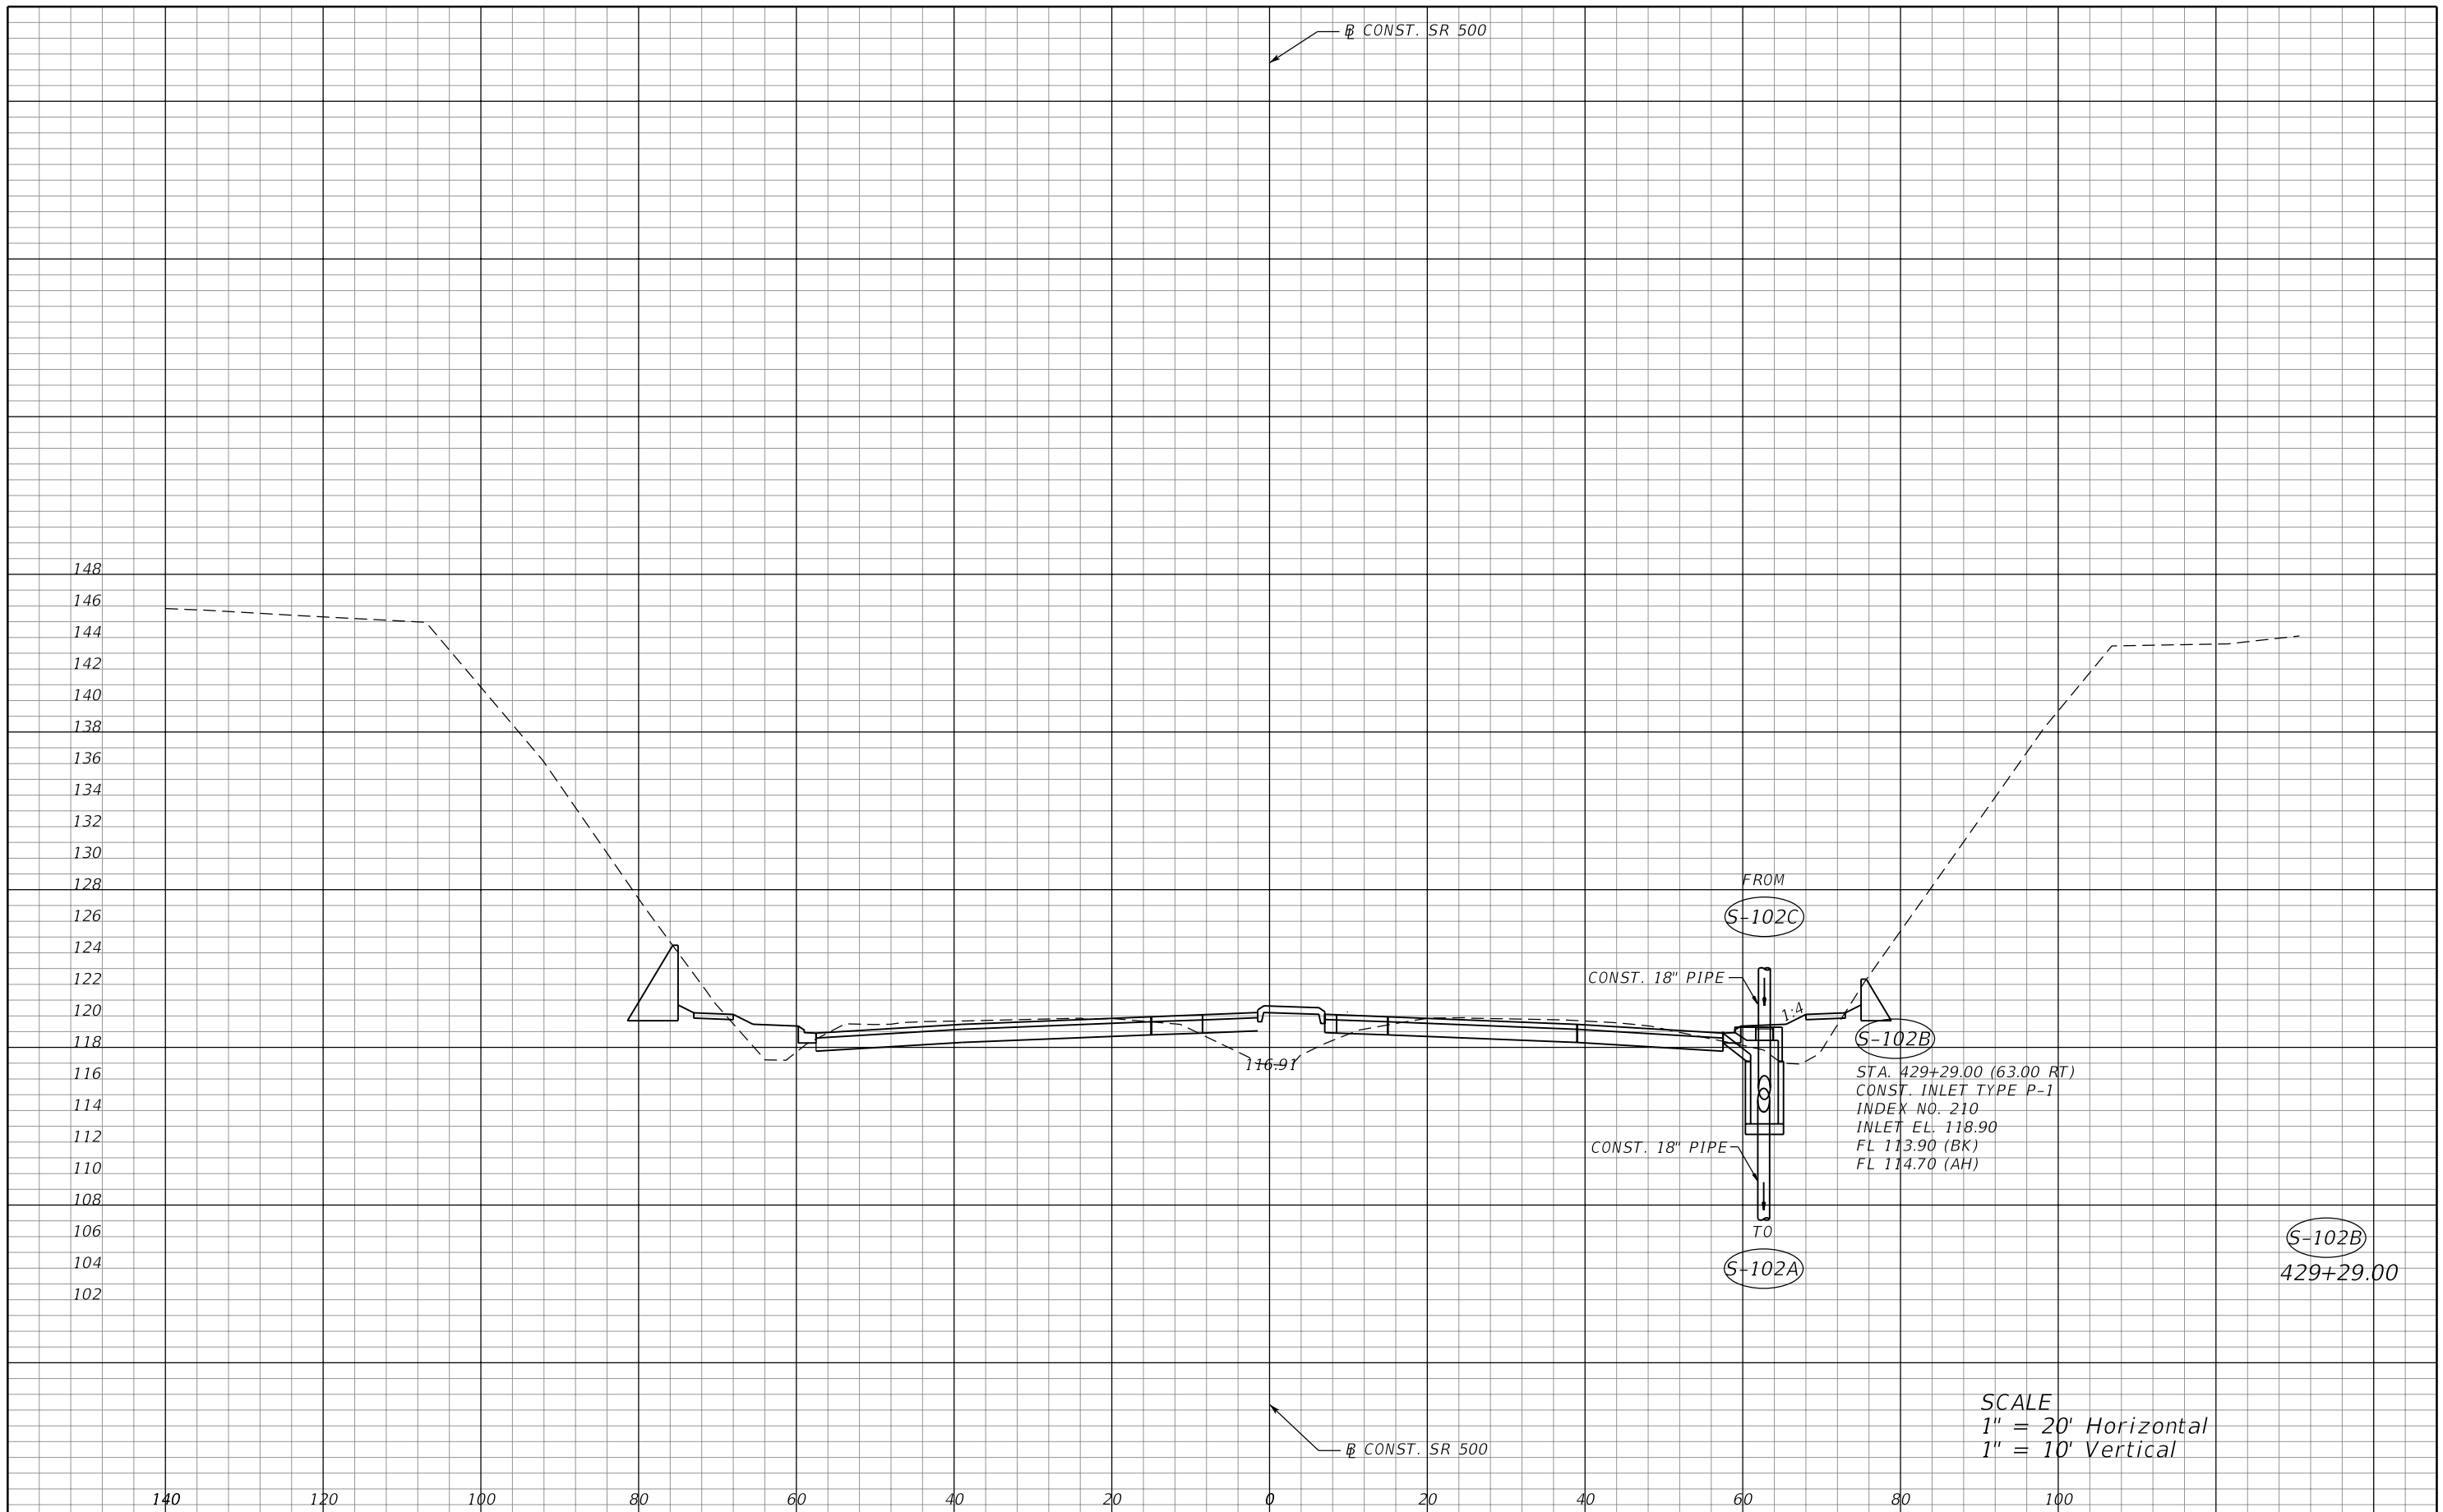 ℄ CONST. SR 500
148
146
144
142
140
138
136
134
132
130
128
126
124
122
120
118
116
114
112
110
108
106
104
102
116.91
FROM
S-102C
CONST. 18" PIPE
1:4
S-102B
STA. 429+29.00 (63.00 RT)
CONST. INLET TYPE P-1
INDEX NO. 210
INLET EL. 118.90
FL 113.90 (BK)
FL 114.70 (AH)
CONST. 18" PIPE
TO
S-102A
S-102B
429+29.00
SCALE
1" = 20' Horizontal
1" = 10' Vertical
℄ CONST. SR 500
140 120 100 80 60 40 20 0 20 40 60 80 100